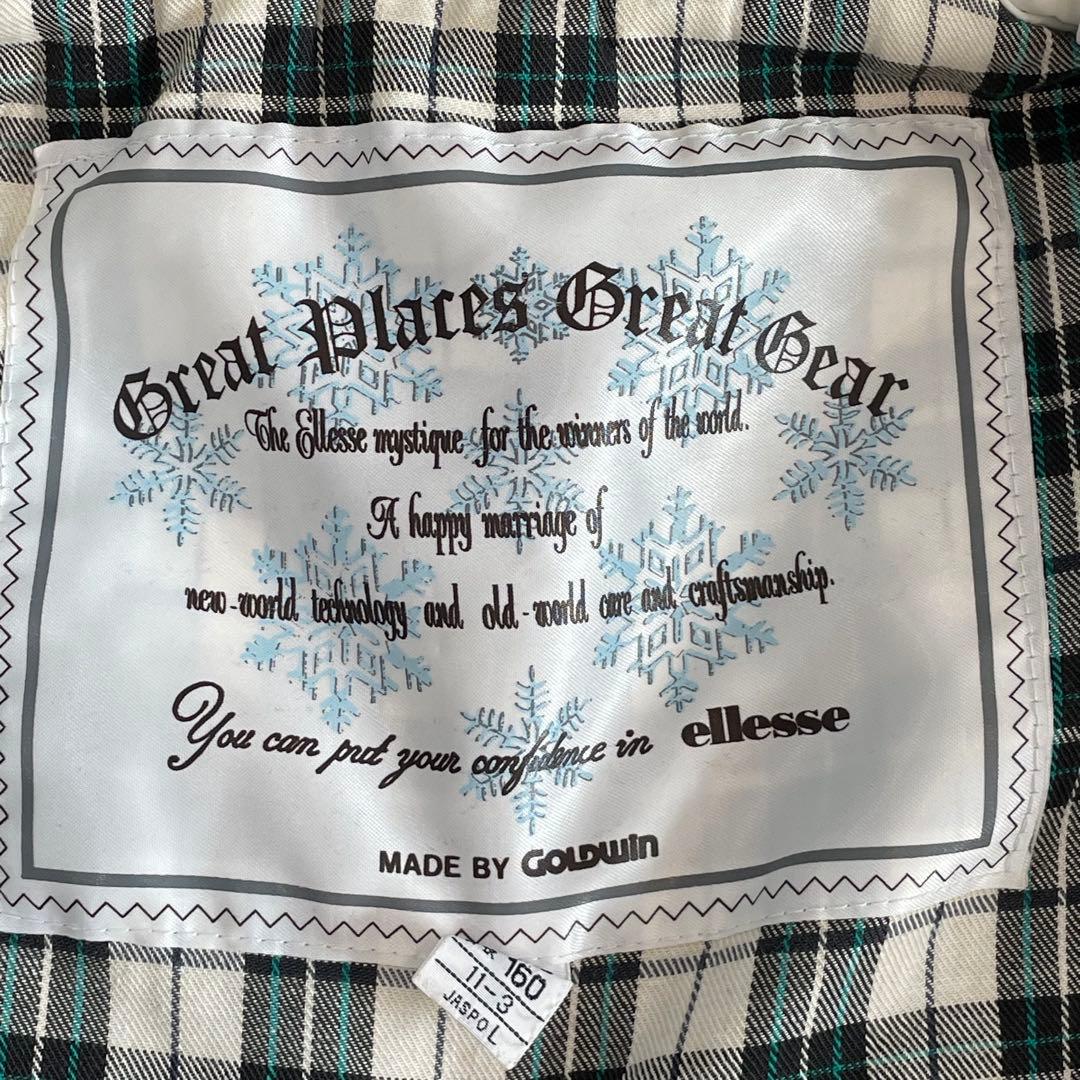 Great Places Great Gear
The Ellesse mystique for the winners of the world.
A happy marriage of
new-world technology and old-world care and craftsmanship.
You can put your confidence in ellesse
MADE BY GOLDWIN
160
11-3
JASPO L